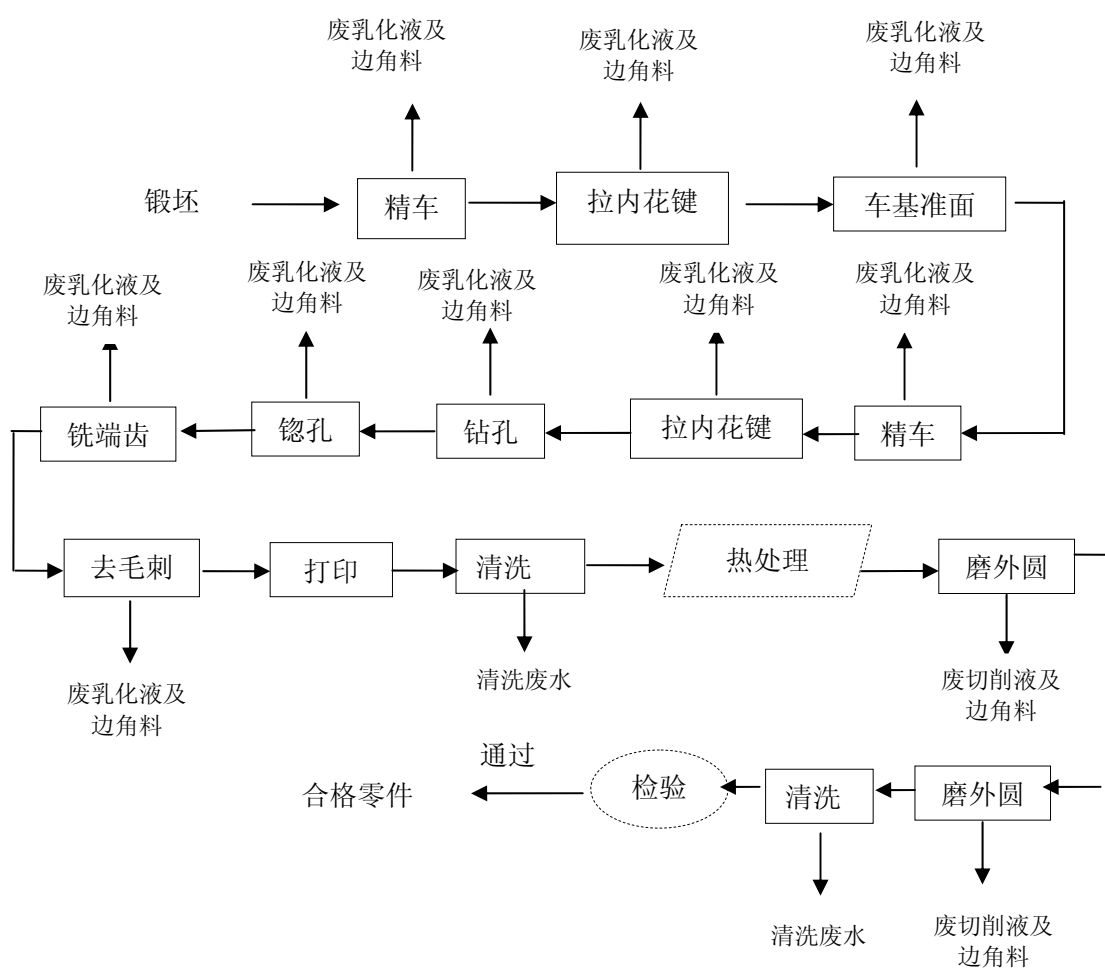 废乳化液及
边角料
废乳化液及
边角料
废乳化液及
边角料
锻坯
精车
拉内花键
车基准面
废乳化液及
边角料
废乳化液及
边角料
废乳化液及
边角料
废乳化液及
边角料
废乳化液及
边角料
铣端齿
锪孔
钻孔
拉内花键
精车
去毛刺
打印
清洗
热处理
磨外圆
废乳化液及
边角料
清洗废水
废切削液及
边角料
合格零件
通过
检验
清洗
磨外圆
清洗废水
废切削液及
边角料